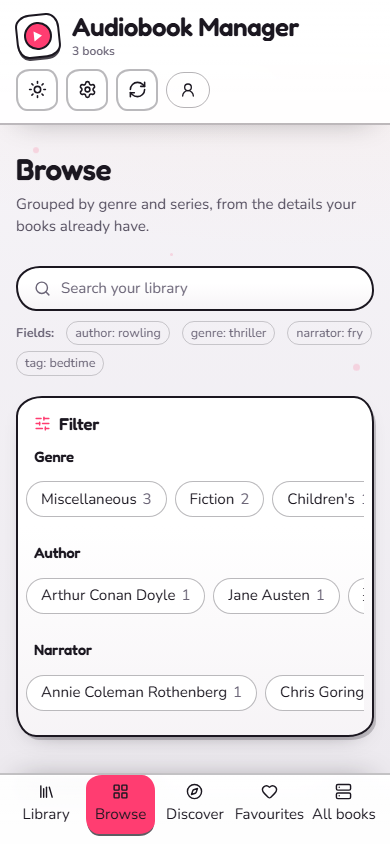 Audiobook Manager
3 books
Browse
Grouped by genre and series, from the details your
books already have.
Search your library
Fields: author: rowling genre: thriller narrator: fry
tag: bedtime
Filter
Genre
Miscellaneous 3 Fiction 2 Children's
Author
Arthur Conan Doyle 1 Jane Austen 1
Narrator
Annie Coleman Rothenberg 1 Chris Goring
Library Browse Discover Favourites All books